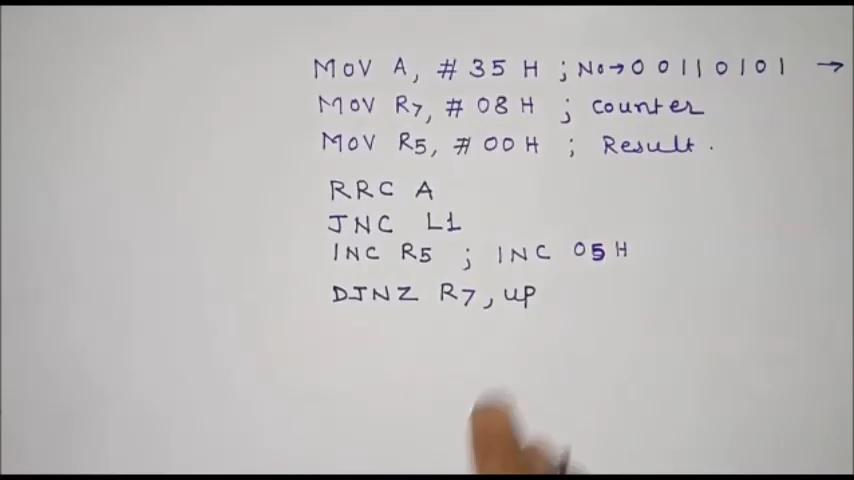 MOV A, # 35 H ; No→ 0 0 1 1 0 1 0 1 →
MOV R7, # 08 H ; counter
MOV R5, # 00 H ; Result.
RRC A
JNC L1
INC R5 ; INC 05 H
DJNZ R7, up